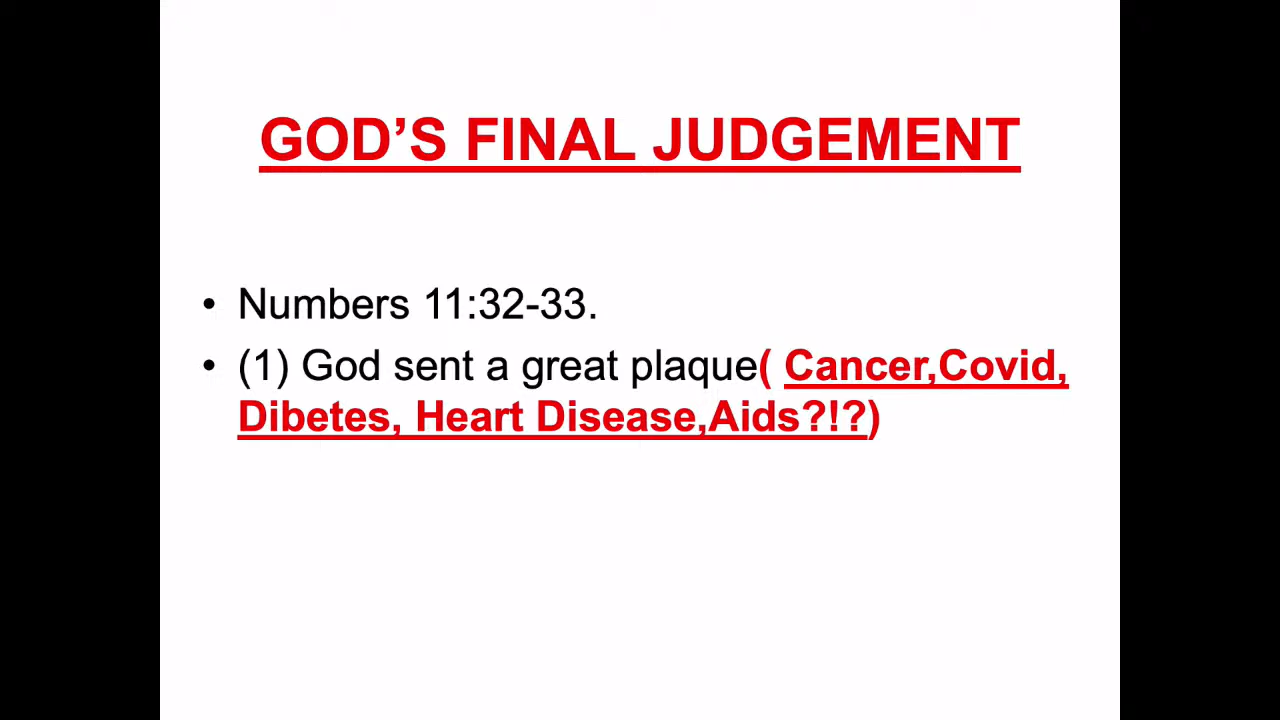 GOD’S FINAL JUDGEMENT
• Numbers 11:32-33.
• (1) God sent a great plaque( Cancer,Covid,
Dibetes, Heart Disease,Aids?!?)